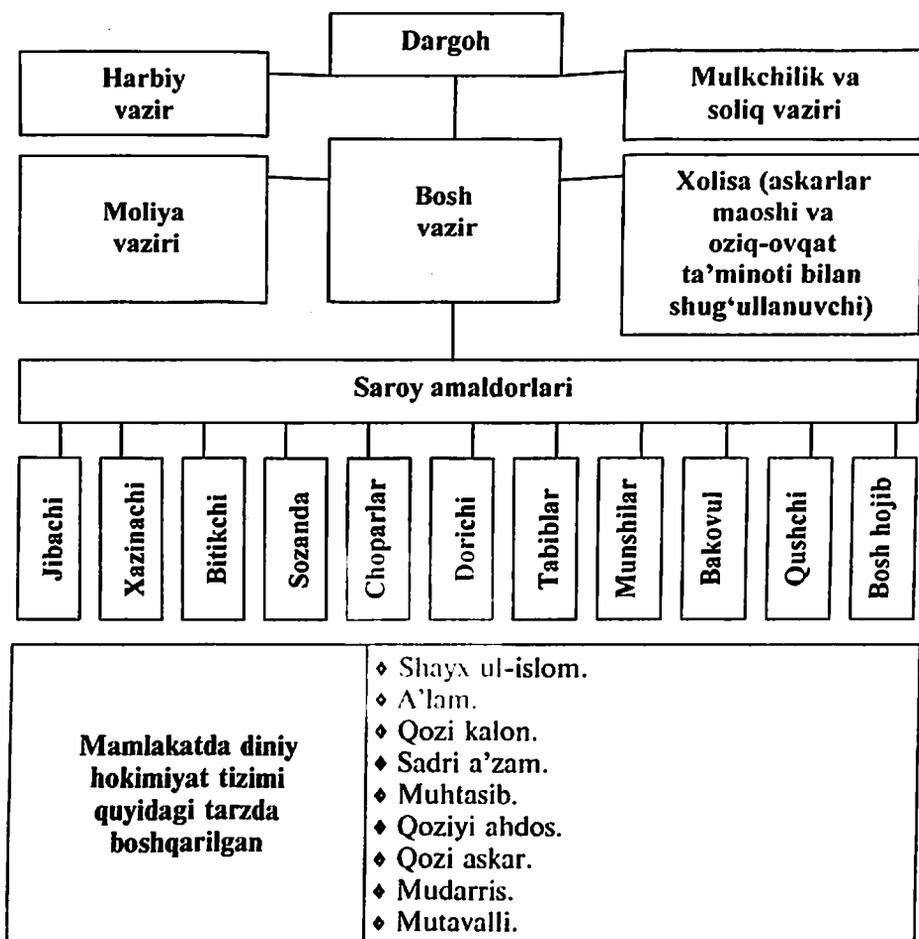 Dargoh
Harbiy
vazir
Mulkchilik va
soliq vaziri
Moliya
vaziri
Bosh
vazir
Xolisa (askarlar
maoshi va
oziq-ovqat
ta’minoti bilan
shug‘ullanuvchi)
Saroy amaldorlari
Jibachi
Xazinachi
Bitikchi
Sozanda
Choparlar
Dorichi
Tabiblar
Munshilar
Bakovul
Qushchi
Bosh hojib
Mamlakatda diniy
hokimiyat tizimi
quyidagi tarzda
boshqarilgan
⬥ Shayx ul-islom.
⬥ A’lam.
⬥ Qozi kalon.
⬥ Sadri a’zam.
⬥ Muhtasib.
⬥ Qoziyi ahdos.
⬥ Qozi askar.
⬥ Mudarris.
⬥ Mutavalli.